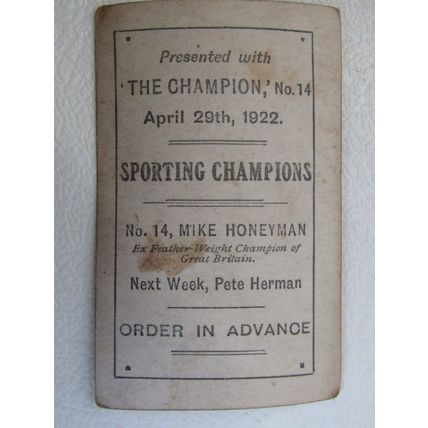 Presented with
'THE CHAMPION,' No. 14
April 29th, 1922.
SPORTING CHAMPIONS
No. 14, MIKE HONEYMAN
Ex Feather-Weight Champion of
Great Britain.
Next Week, Pete Herman
ORDER IN ADVANCE